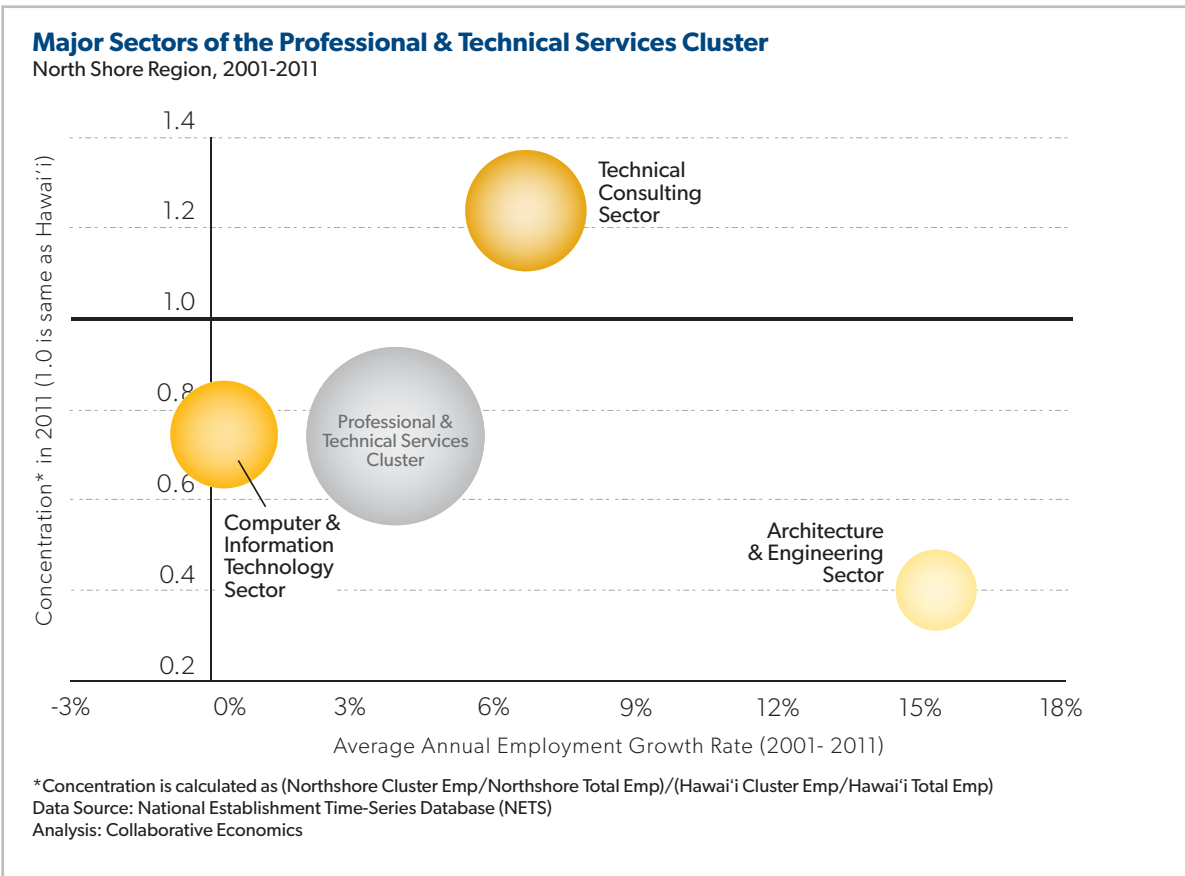 Major Sectors of the Professional & Technical Services Cluster
North Shore Region, 2001-2011
Concentration* in 2011 (1.0 is same as Hawaiʻi)
1.4
1.2
1.0
0.8
0.6
0.4
0.2
Technical
Consulting
Sector
Professional &
Technical Services
Cluster
Computer &
Information
Technology
Sector
Architecture
& Engineering
Sector
-3%
0%
3%
6%
9%
12%
15%
18%
Average Annual Employment Growth Rate (2001- 2011)
*Concentration is calculated as (Northshore Cluster Emp/Northshore Total Emp)/(Hawaiʻi Cluster Emp/Hawaiʻi Total Emp)
Data Source: National Establishment Time-Series Database (NETS)
Analysis: Collaborative Economics